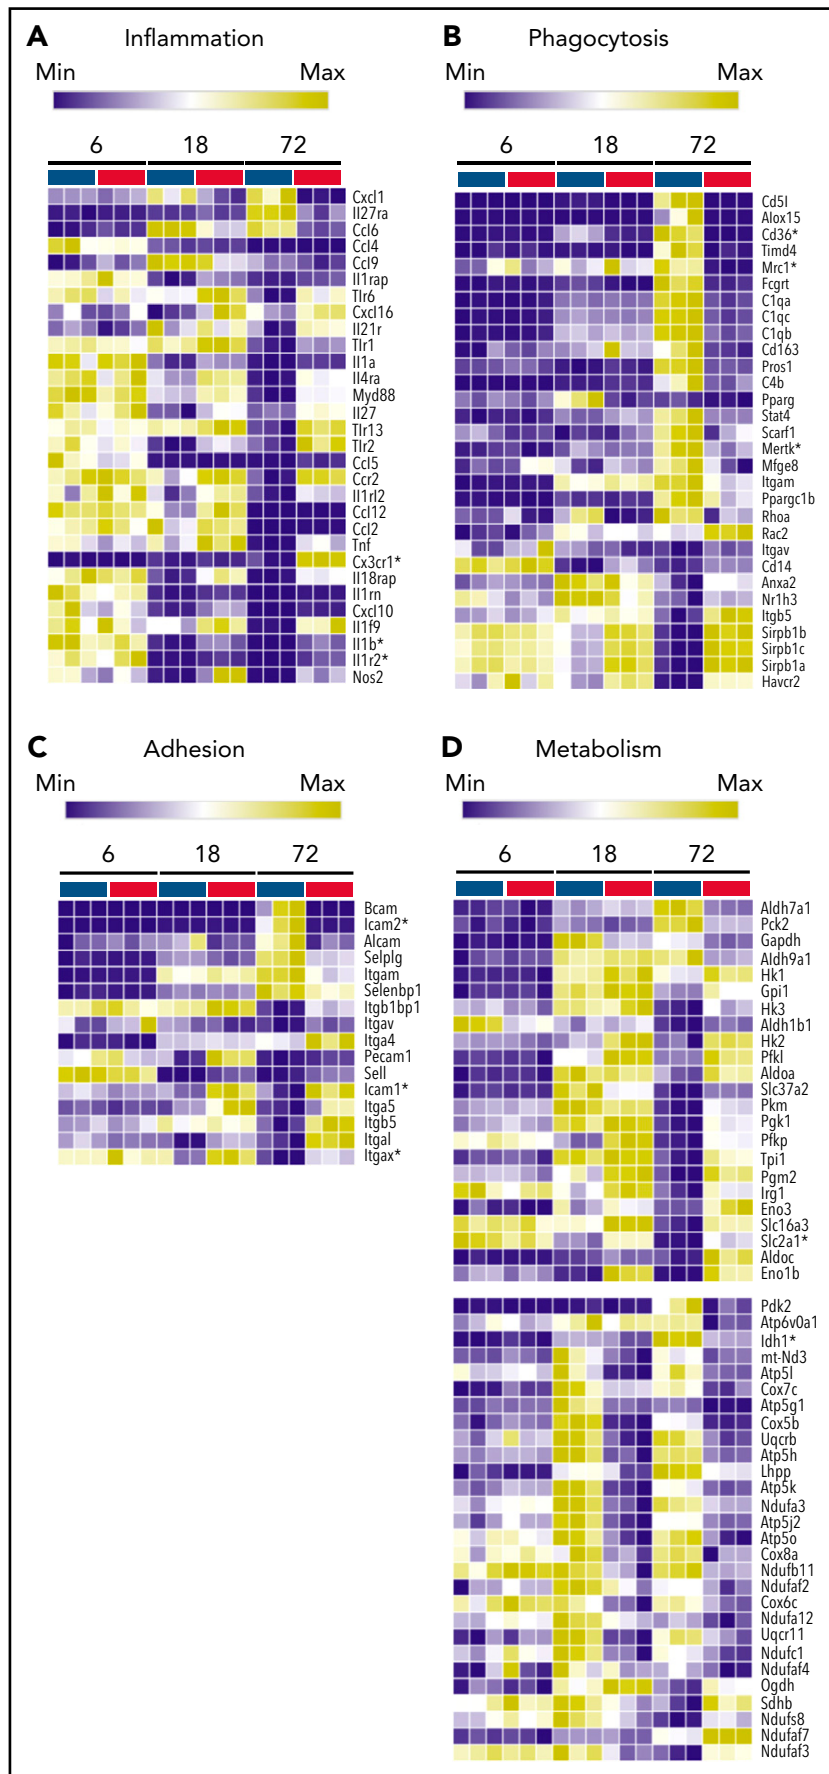 A Inflammation
Min Max
6 18 72
Cxcl1
Il27ra
Ccl6
Ccl4
Ccl9
Il1rap
Tlr6
Cxcl16
Il21r
Tlr1
Il1a
Il4ra
Myd88
Il27
Tlr13
Tlr2
Ccl5
Ccr2
Il1rl2
Ccl12
Ccl2
Tnf
Cx3cr1*
Il18rap
Il1rn
Cxcl10
Il1f9
Il1b*
Il1r2*
Nos2
B Phagocytosis
Min Max
6 18 72
Cd5l
Alox15
Cd36*
Timd4
Mrc1*
Fcgrt
C1qa
C1qc
C1qb
Cd163
Pros1
C4b
Pparg
Stat4
Scarf1
Mertk*
Mfge8
Itgam
Ppargc1b
Rhoa
Rac2
Itgav
Cd14
Anxa2
Nr1h3
Itgb5
Sirpb1b
Sirpb1c
Sirpb1a
Havcr2
C Adhesion
Min Max
6 18 72
Bcam
Icam2*
Alcam
Selplg
Itgam
Selenbp1
Itgb1bp1
Itgav
Itga4
Pecam1
Sell
Icam1*
Itga5
Itgb5
Itgal
Itgax*
D Metabolism
Min Max
6 18 72
Aldh7a1
Pck2
Gapdh
Aldh9a1
Hk1
Gpi1
Hk3
Aldh1b1
Hk2
Pfkl
Aldoa
Slc37a2
Pkm
Pgk1
Pfkp
Tpi1
Pgm2
Irg1
Eno3
Slc16a3
Slc2a1*
Aldoc
Eno1b
Pdk2
Atp6v0a1
Idh1*
mt-Nd3
Atp5l
Cox7c
Atp5g1
Cox5b
Uqcrb
Atp5h
Lhpp
Atp5k
Ndufa3
Atp5j2
Atp5o
Cox8a
Ndufb11
Ndufaf2
Cox6c
Ndufa12
Uqcr11
Ndufc1
Ndufaf4
Ogdh
Sdhb
Ndufs8
Ndufaf7
Ndufaf3